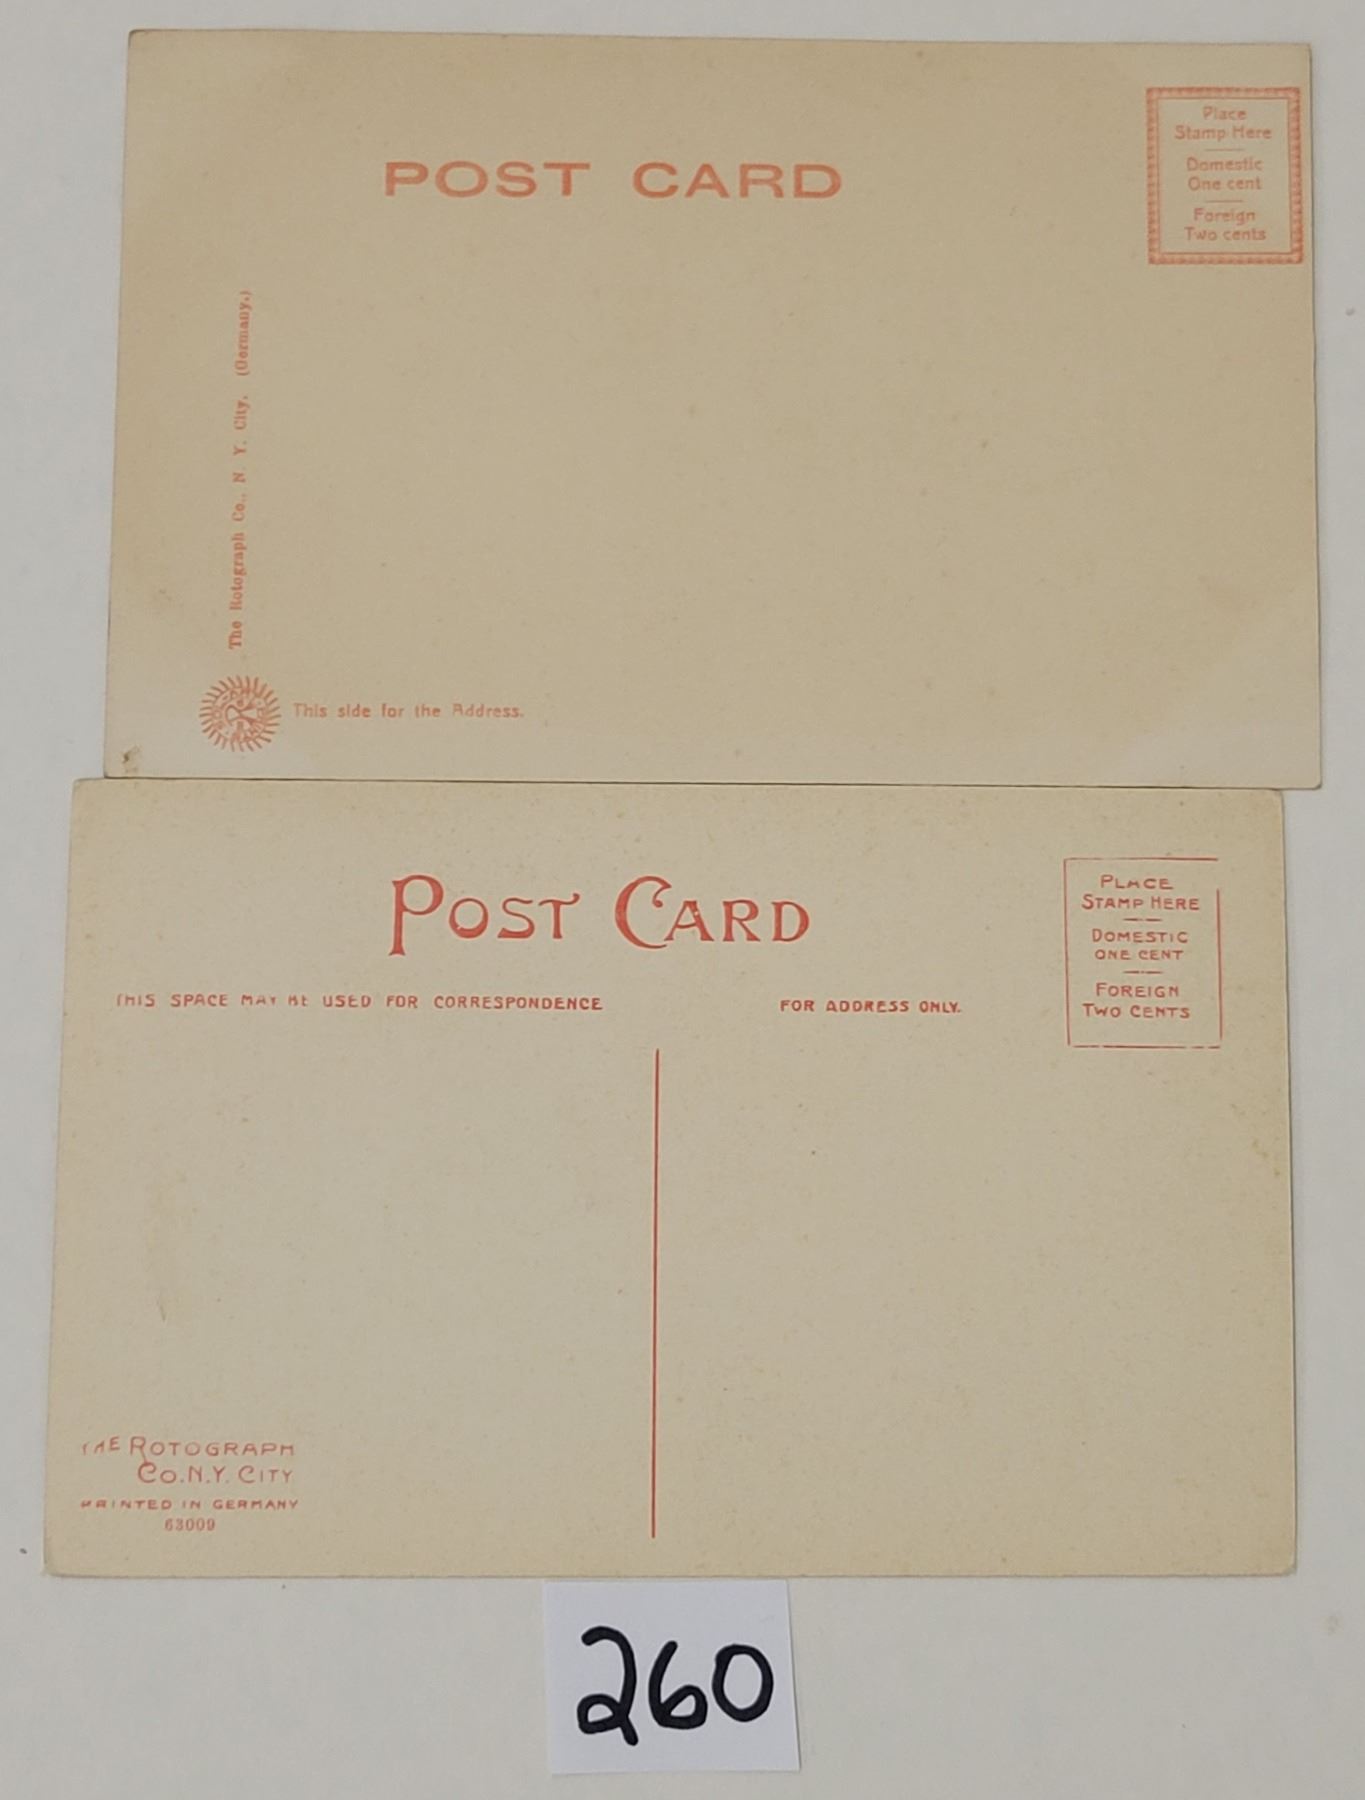 POST CARD
Place
Stamp Here
Domestic
One cent
Foreign
Two cents
The Rotograph Co., N. Y. City. (Germany.)
This side for the Address.
POST CARD
THIS SPACE MAY BE USED FOR CORRESPONDENCE
FOR ADDRESS ONLY.
PLACE
STAMP HERE
DOMESTIC
ONE CENT
FOREIGN
TWO CENTS
THE ROTOGRAPH
CO. N.Y. CITY
PRINTED IN GERMANY
63009
260